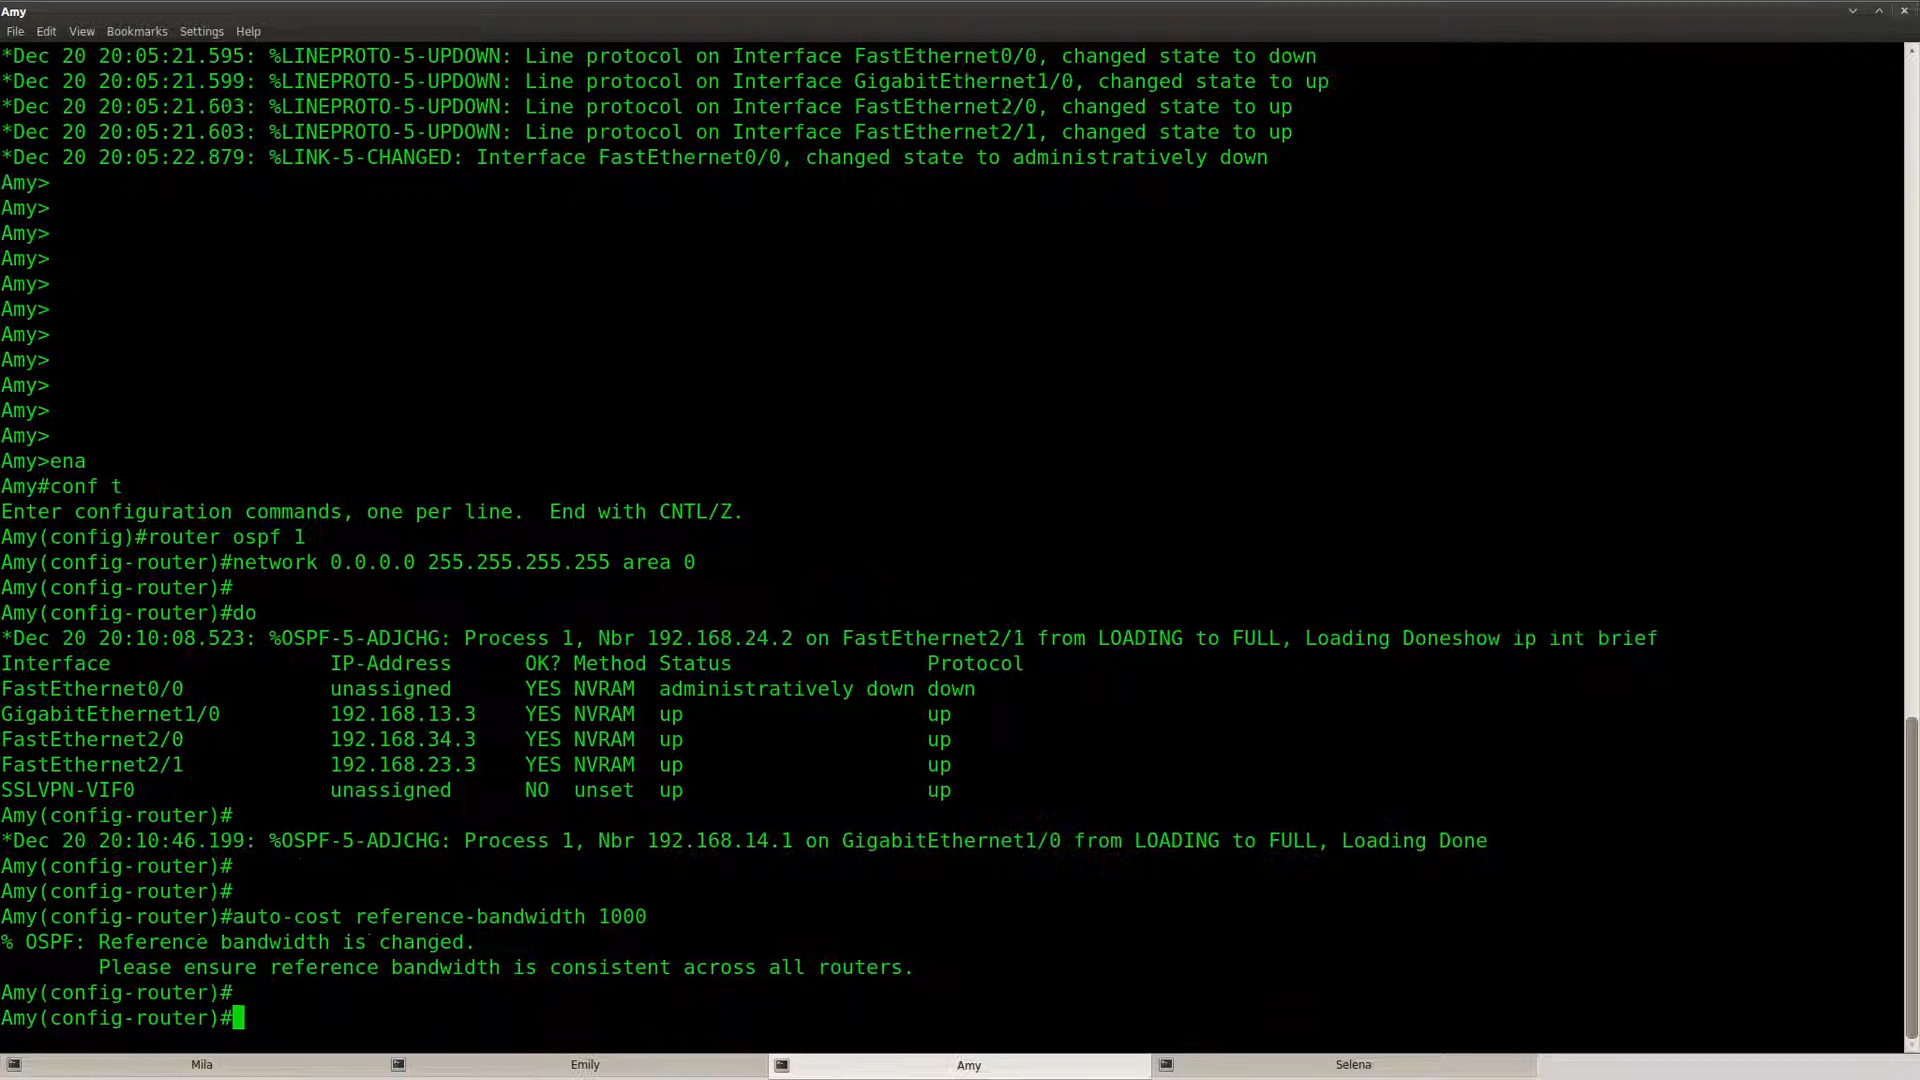 Amy
File Edit View Bookmarks Settings Help
*Dec 20 20:05:21.595: %LINEPROTO-5-UPDOWN: Line protocol on Interface FastEthernet0/0, changed state to down
*Dec 20 20:05:21.599: %LINEPROTO-5-UPDOWN: Line protocol on Interface GigabitEthernet1/0, changed state to up
*Dec 20 20:05:21.603: %LINEPROTO-5-UPDOWN: Line protocol on Interface FastEthernet2/0, changed state to up
*Dec 20 20:05:21.603: %LINEPROTO-5-UPDOWN: Line protocol on Interface FastEthernet2/1, changed state to up
*Dec 20 20:05:22.879: %LINK-5-CHANGED: Interface FastEthernet0/0, changed state to administratively down
Amy>
Amy>
Amy>
Amy>
Amy>
Amy>
Amy>
Amy>
Amy>
Amy>
Amy>
Amy>ena
Amy#conf t
Enter configuration commands, one per line.  End with CNTL/Z.
Amy(config)#router ospf 1
Amy(config-router)#network 0.0.0.0 255.255.255.255 area 0
Amy(config-router)#
Amy(config-router)#do
*Dec 20 20:10:08.523: %OSPF-5-ADJCHG: Process 1, Nbr 192.168.24.2 on FastEthernet2/1 from LOADING to FULL, Loading Doneshow ip int brief
Interface                  IP-Address      OK? Method Status                Protocol
FastEthernet0/0            unassigned      YES NVRAM  administratively down down
GigabitEthernet1/0         192.168.13.3    YES NVRAM  up                    up
FastEthernet2/0            192.168.34.3    YES NVRAM  up                    up
FastEthernet2/1            192.168.23.3    YES NVRAM  up                    up
SSLVPN-VIF0                unassigned      NO  unset  up                    up
Amy(config-router)#
*Dec 20 20:10:46.199: %OSPF-5-ADJCHG: Process 1, Nbr 192.168.14.1 on GigabitEthernet1/0 from LOADING to FULL, Loading Done
Amy(config-router)#
Amy(config-router)#
Amy(config-router)#auto-cost reference-bandwidth 1000
% OSPF: Reference bandwidth is changed.
        Please ensure reference bandwidth is consistent across all routers.
Amy(config-router)#
Amy(config-router)#
Mila Emily Amy Selena